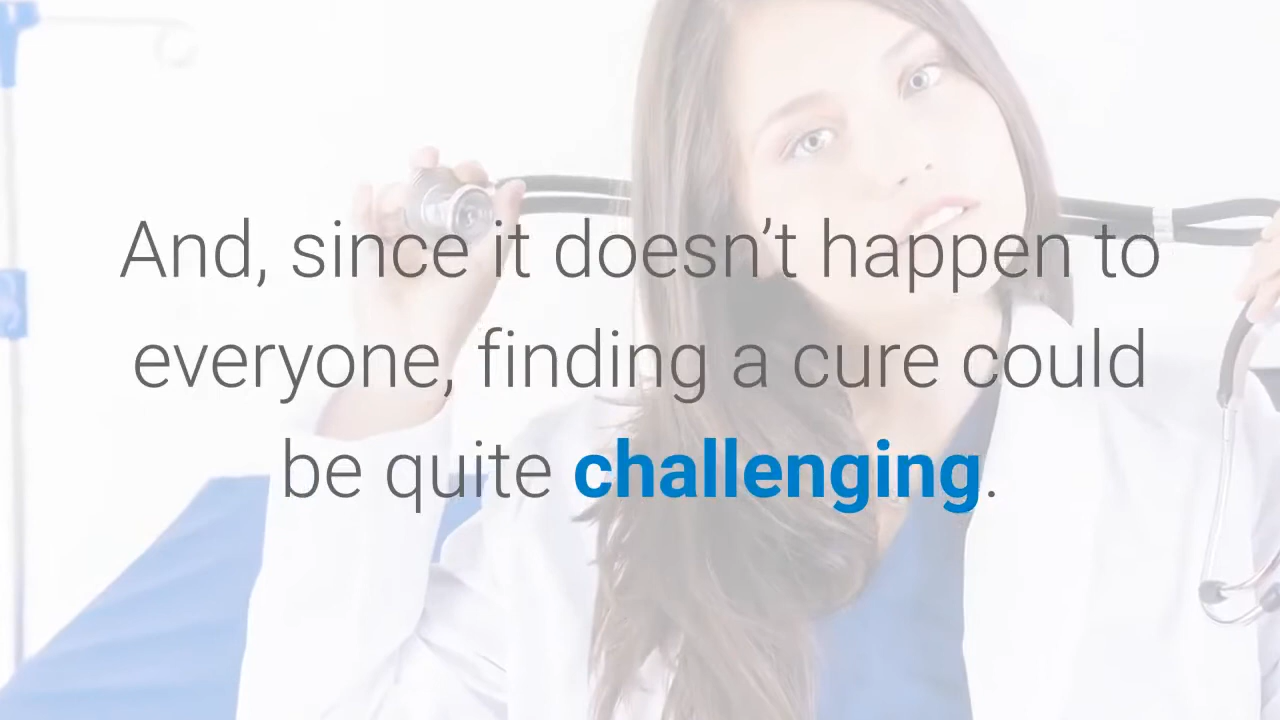 And, since it doesn’t happen to
everyone, finding a cure could
be quite challenging.